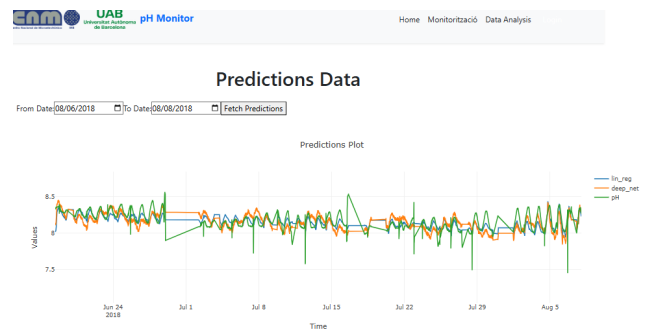 cnm UAB pH Monitor Home Monitorització Data Analysis
Universitat Autònoma
de Barcelona
Predictions Data
From Date: 08/06/2018 To Date: 08/08/2018 Fetch Predictions
Predictions Plot
lin_reg
deep_net
pH
8.5
8
7.5
Values
Jun 24 Jul 1 Jul 8 Jul 15 Jul 22 Jul 29 Aug 5
2018
Time